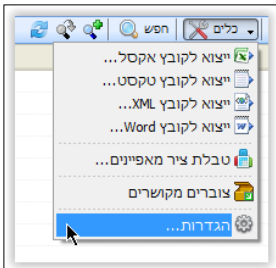 כלים
חפש
ייצוא לקובץ אקסל...
ייצוא לקובץ טקסט...
ייצוא לקובץ XML...
ייצוא לקובץ Word...
טבלת ציר מאפיינים...
צוברים מקושרים
הגדרות...